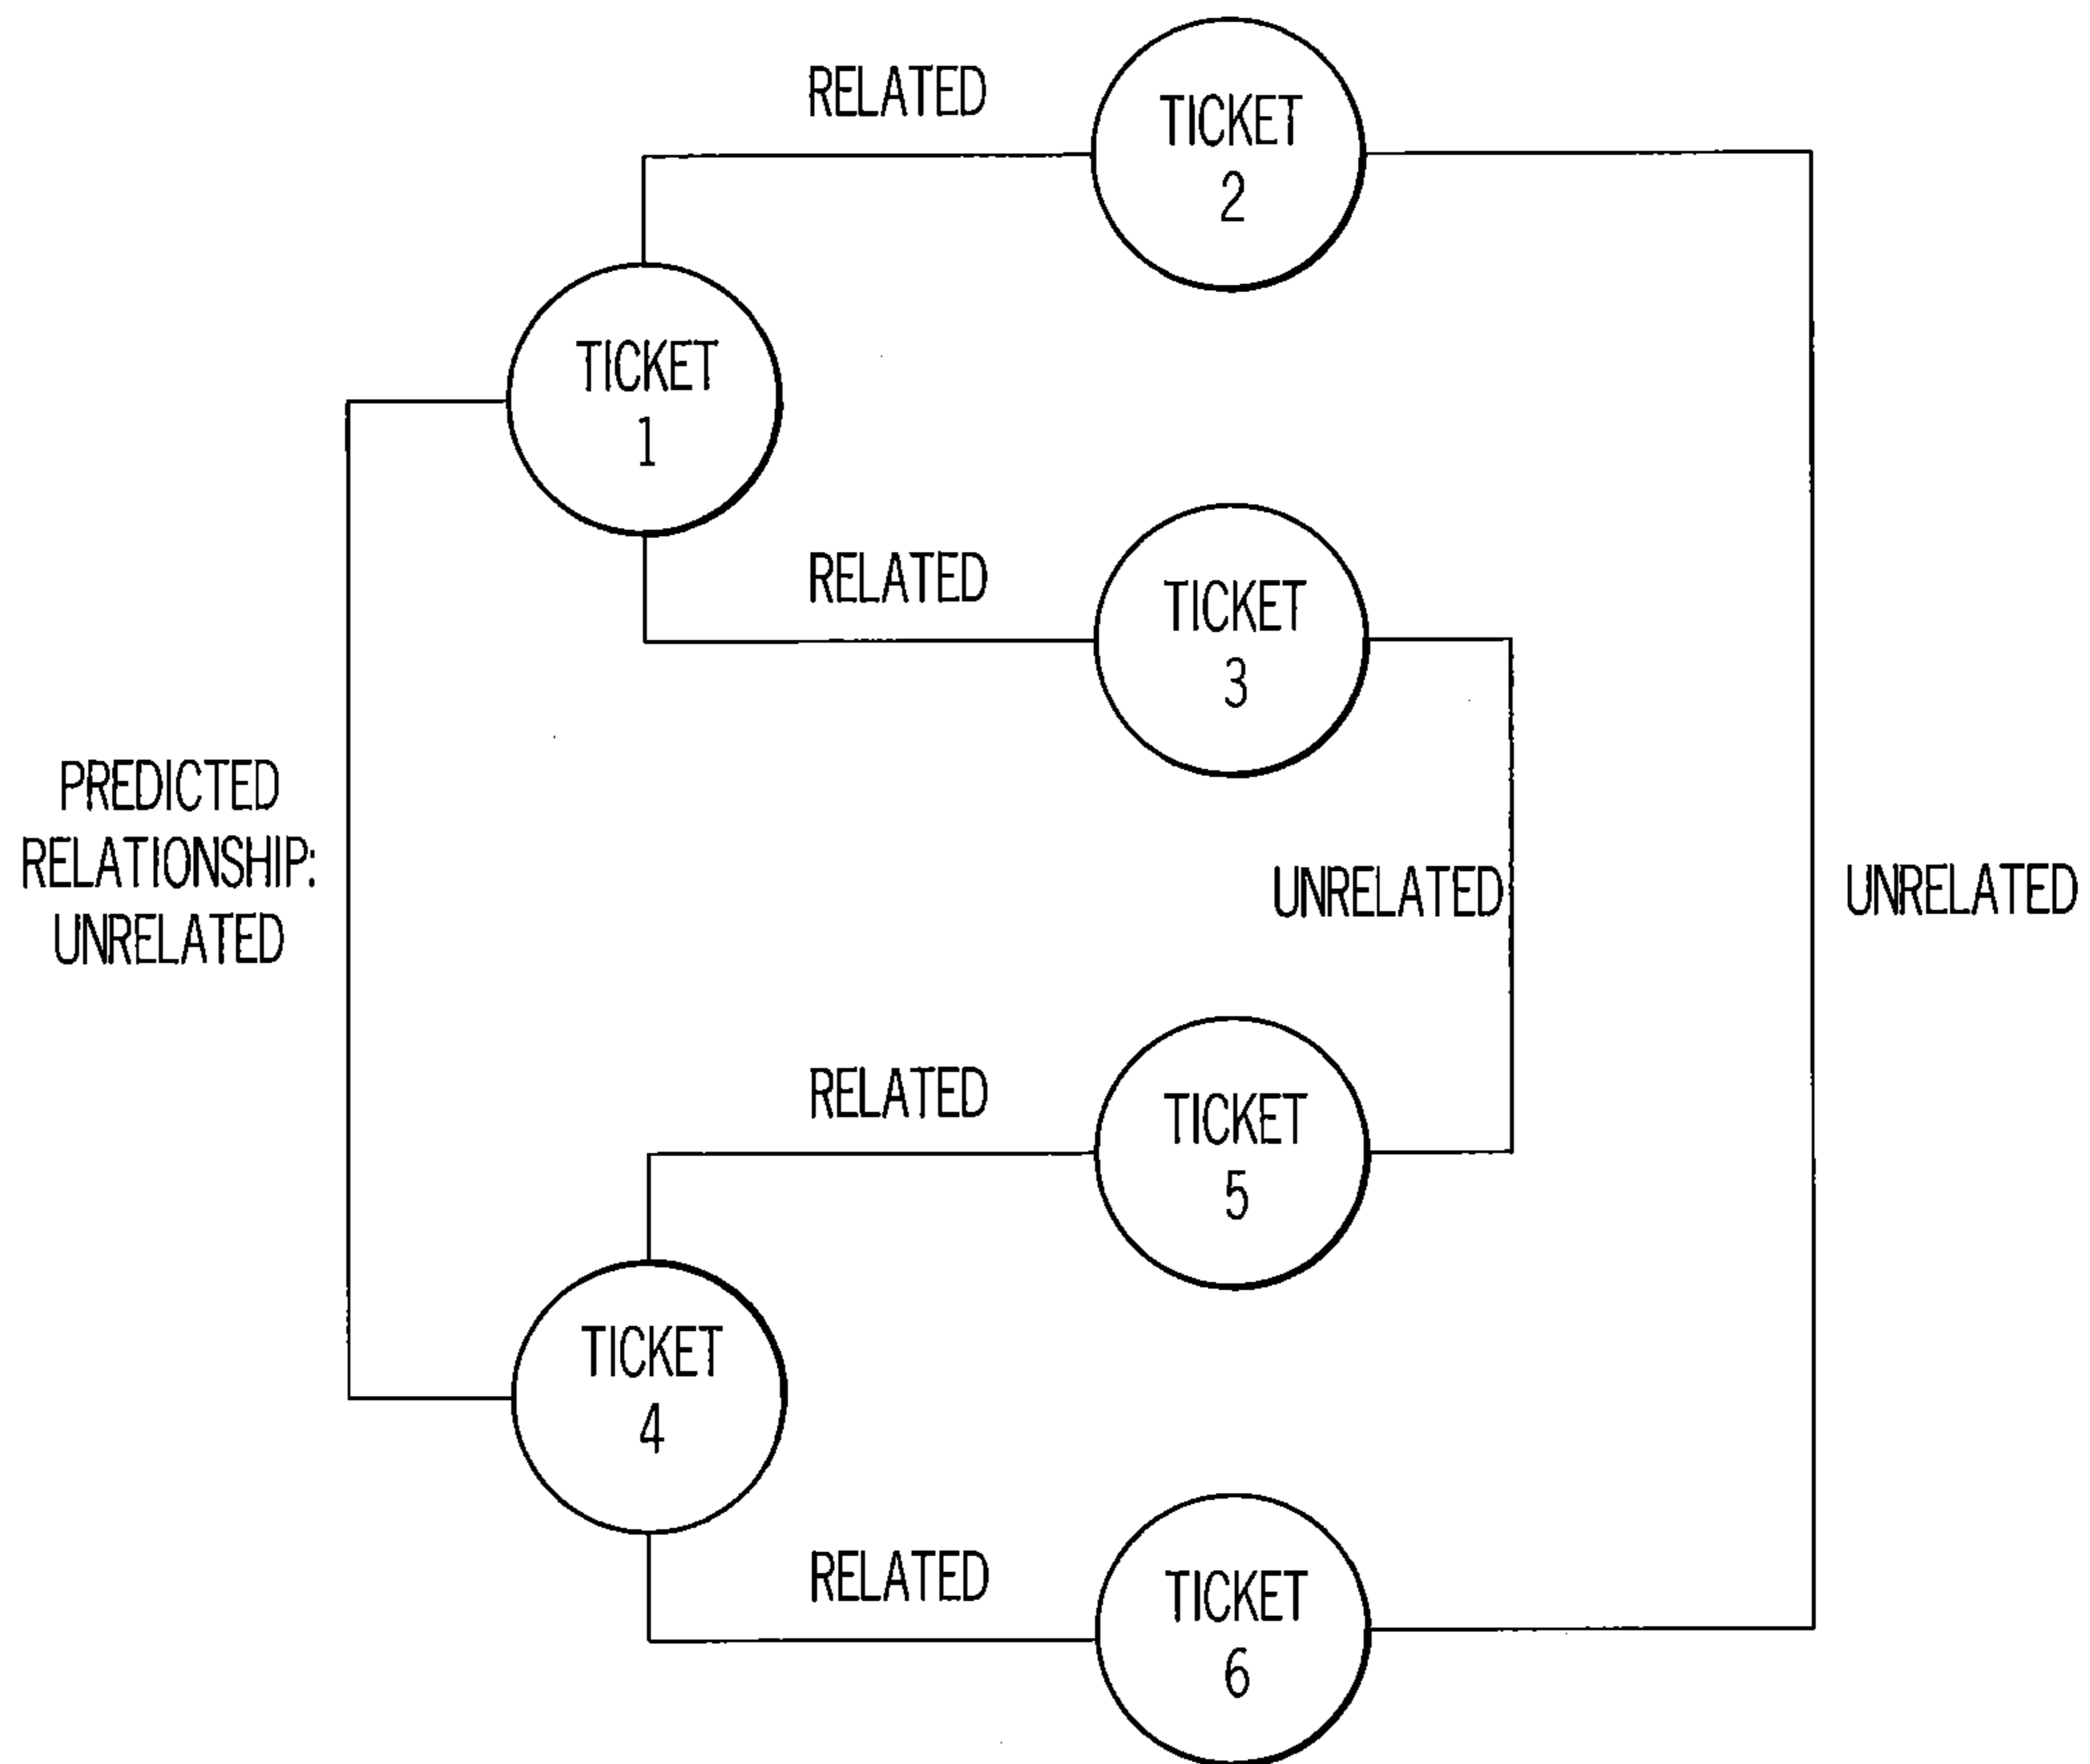 RELATED
TICKET
2
TICKET
1
RELATED
TICKET
3
PREDICTED
RELATIONSHIP:
UNRELATED
UNRELATED
UNRELATED
RELATED
TICKET
5
TICKET
4
RELATED
TICKET
6